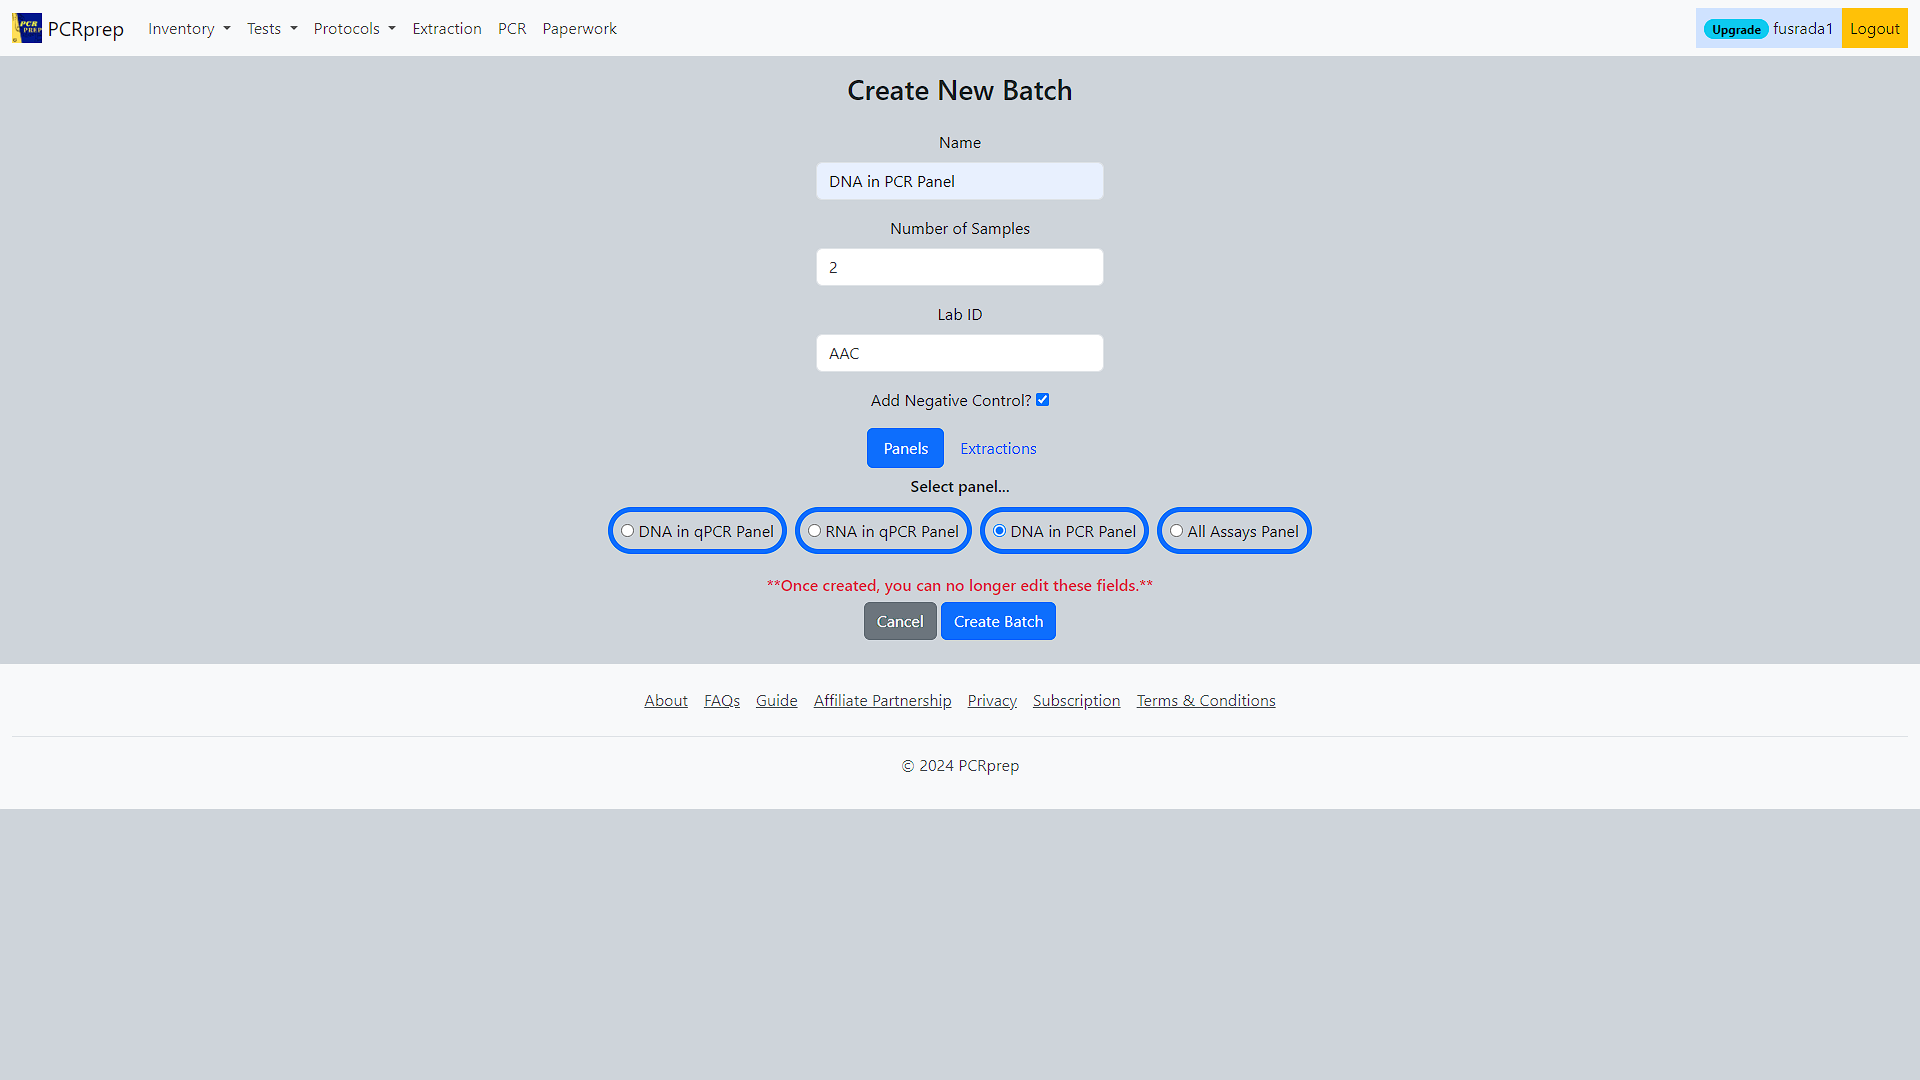 PCR PREP PCRprep Inventory Tests Protocols Extraction PCR Paperwork Upgrade fusrada1 Logout
Create New Batch
Name
DNA in PCR Panel
Number of Samples
2
Lab ID
AAC
Add Negative Control?
Panels Extractions
Select panel...
DNA in qPCR Panel RNA in qPCR Panel DNA in PCR Panel All Assays Panel
**Once created, you can no longer edit these fields.**
Cancel Create Batch
About FAQs Guide Affiliate Partnership Privacy Subscription Terms & Conditions
© 2024 PCRprep